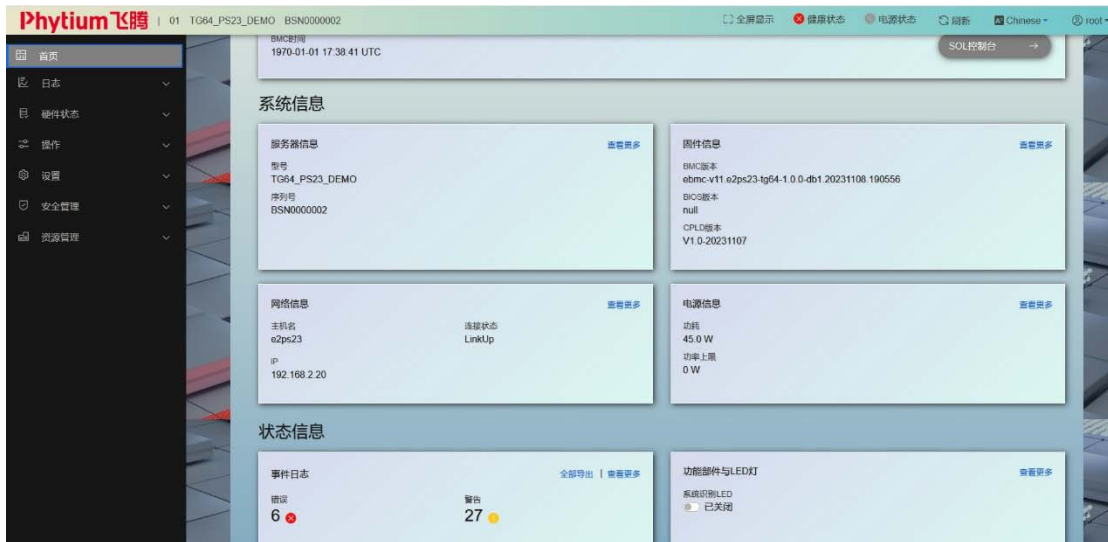 Phytium飞腾 | 01 TG64_PS23_DEMO BSN0000002
全屏显示 健康状态 电源状态 刷新 Chinese root
首页
日志
硬件状态
操作
设置
安全管理
资源管理
BMC时间
1970-01-01 17:38:41 UTC
SOL控制台 →
系统信息
服务器信息 查看更多
型号
TG64_PS23_DEMO
序列号
BSN0000002
固件信息 查看更多
BMC版本
ebmc-v11.e2ps23-tg64-1.0.0-db1.20231108.190556
BIOS版本
null
CPLD版本
V1.0-20231107
网络信息 查看更多
主机名 连接状态
e2ps23 LinkUp
IP
192.168.2.20
电源信息 查看更多
功耗
45.0 W
功率上限
0 W
状态信息
事件日志 全部导出 | 查看更多
错误 警告
6 27
功能部件与LED灯 查看更多
系统识别LED
已关闭